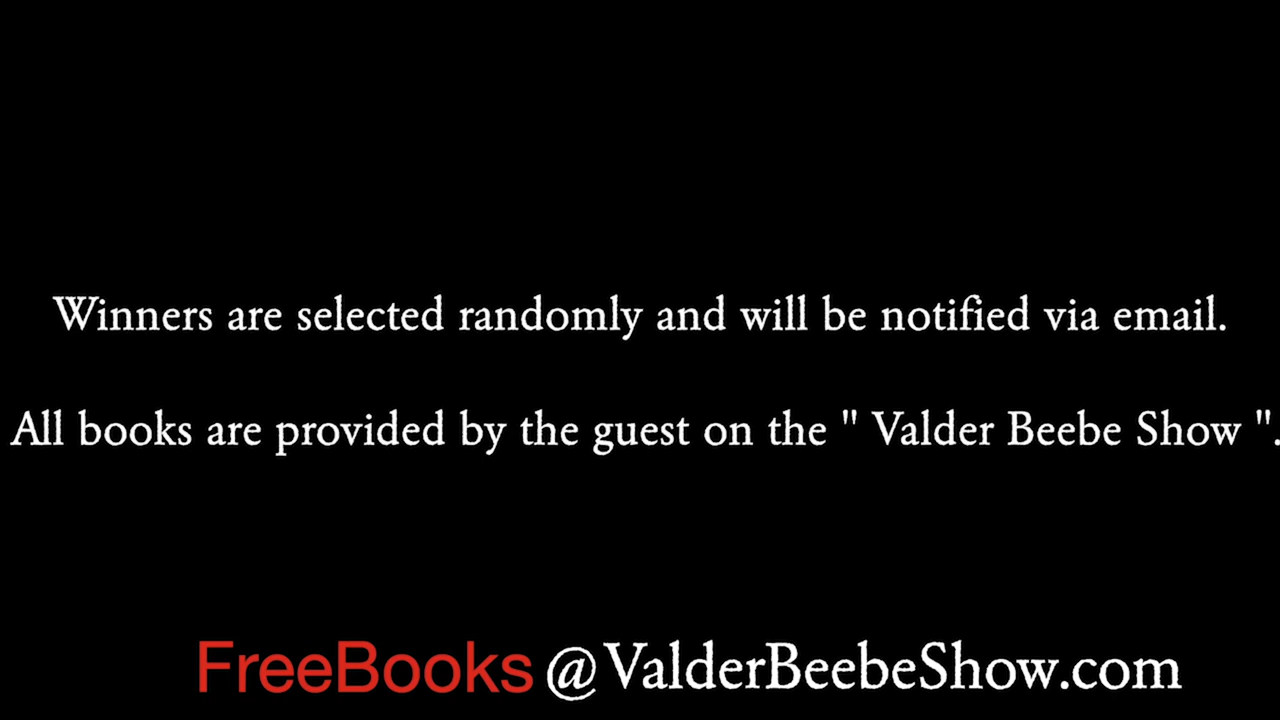 Winners are selected randomly and will be notified via email.
All books are provided by the guest on the " Valder Beebe Show ".
FreeBooks @ValderBeebeShow.com